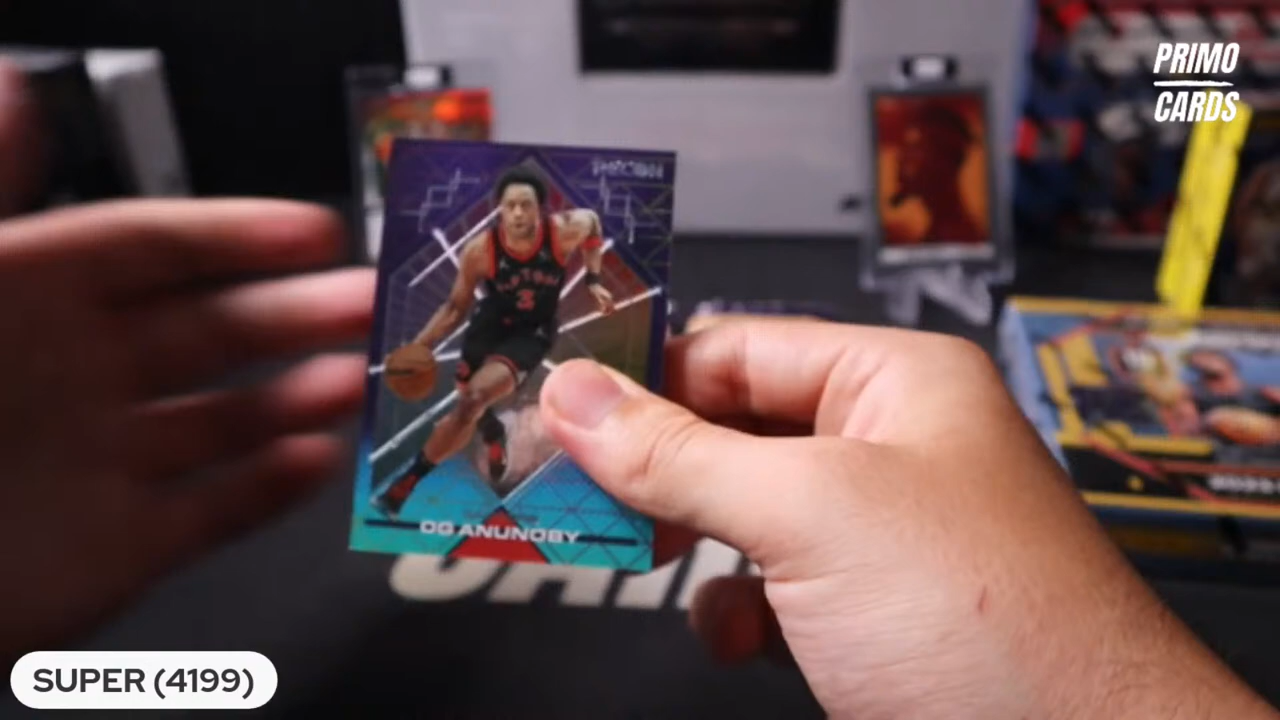 PRIMO
CARDS
RAPTORS
3
OG ANUNOBY
SUPER (4199)